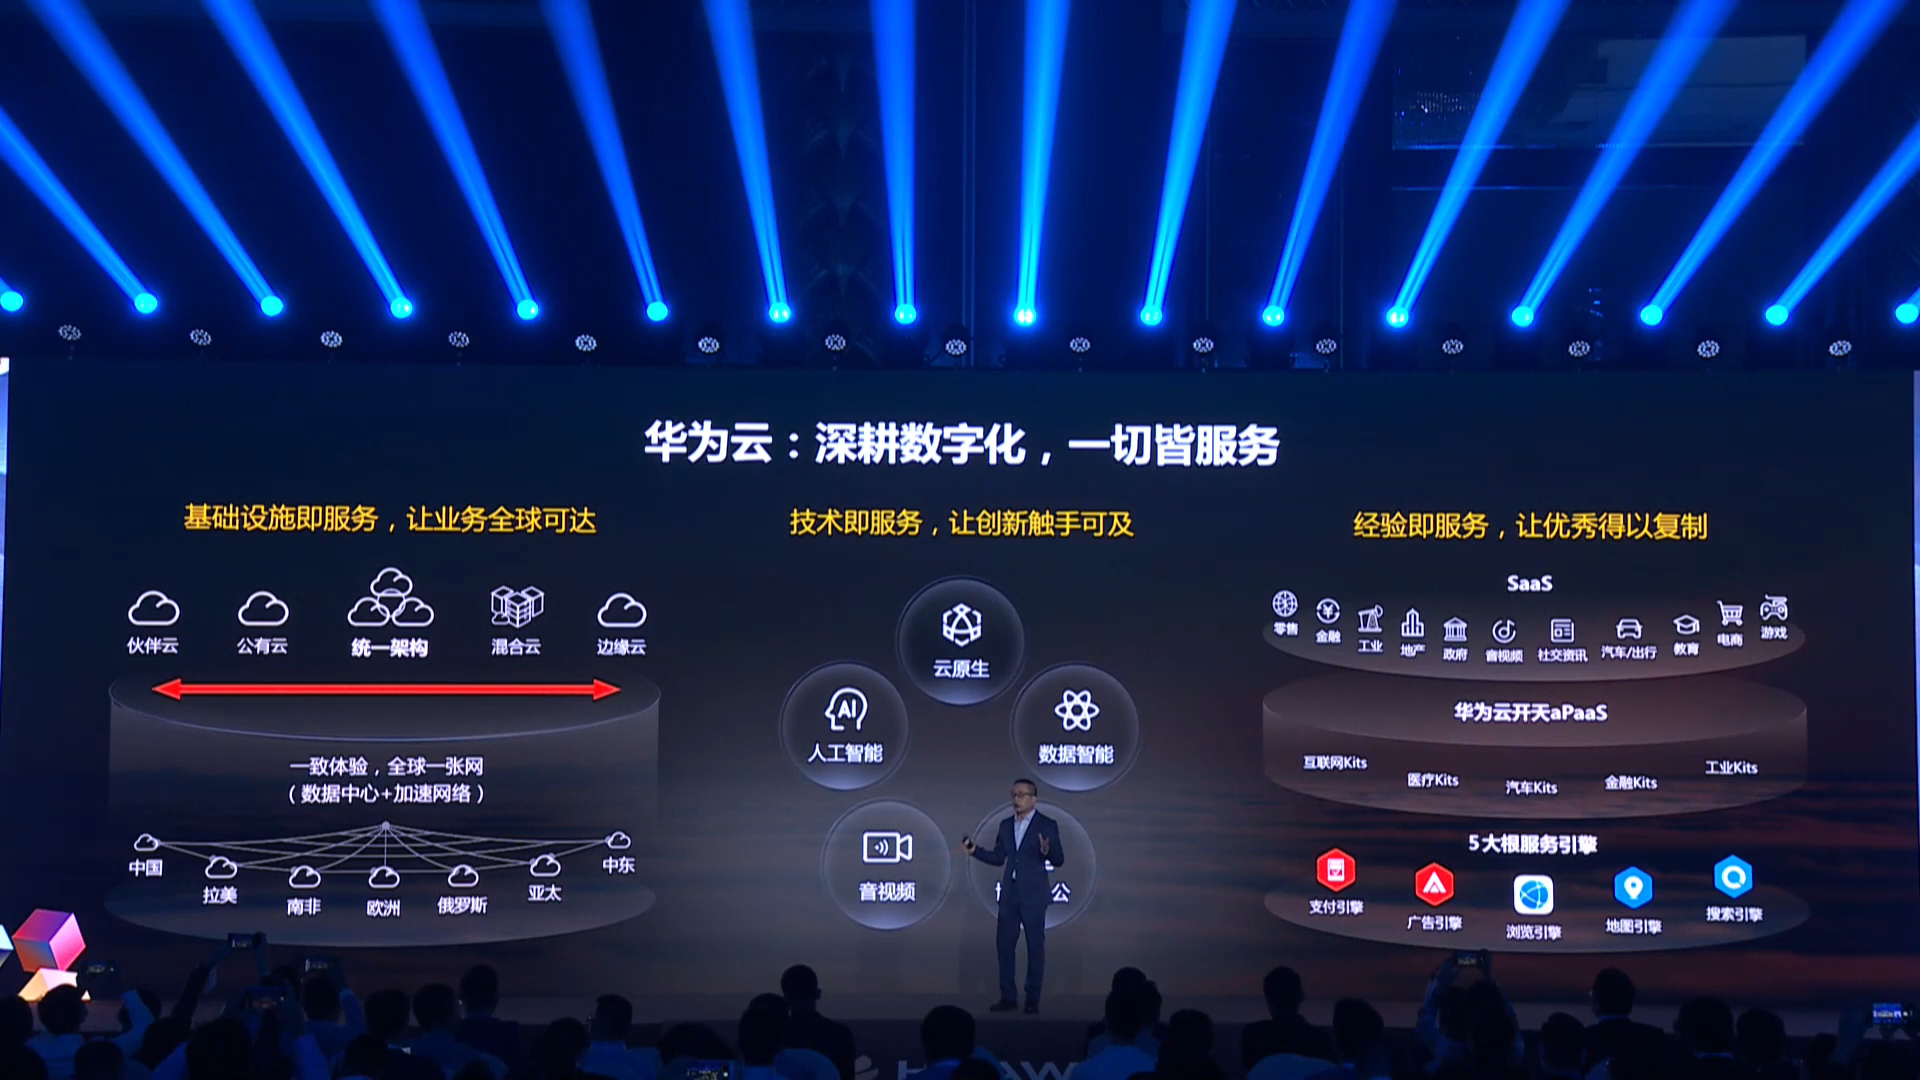 华为云：深耕数字化，一切皆服务
基础设施即服务，让业务全球可达
伙伴云
公有云
统一架构
混合云
边缘云
一致体验，全球一张网
（数据中心+加速网络）
中国
拉美
南非
欧洲
俄罗斯
亚太
中东
技术即服务，让创新触手可及
云原生
AI
人工智能
数据智能
音视频
公
经验即服务，让优秀得以复制
SaaS
零售
金融
工业
地产
政府
音视频
社交资讯
汽车/出行
教育
电商
游戏
华为云开天aPaaS
互联网Kits
医疗Kits
汽车Kits
金融Kits
工业Kits
5大根服务引擎
支付引擎
广告引擎
浏览引擎
地图引擎
搜索引擎